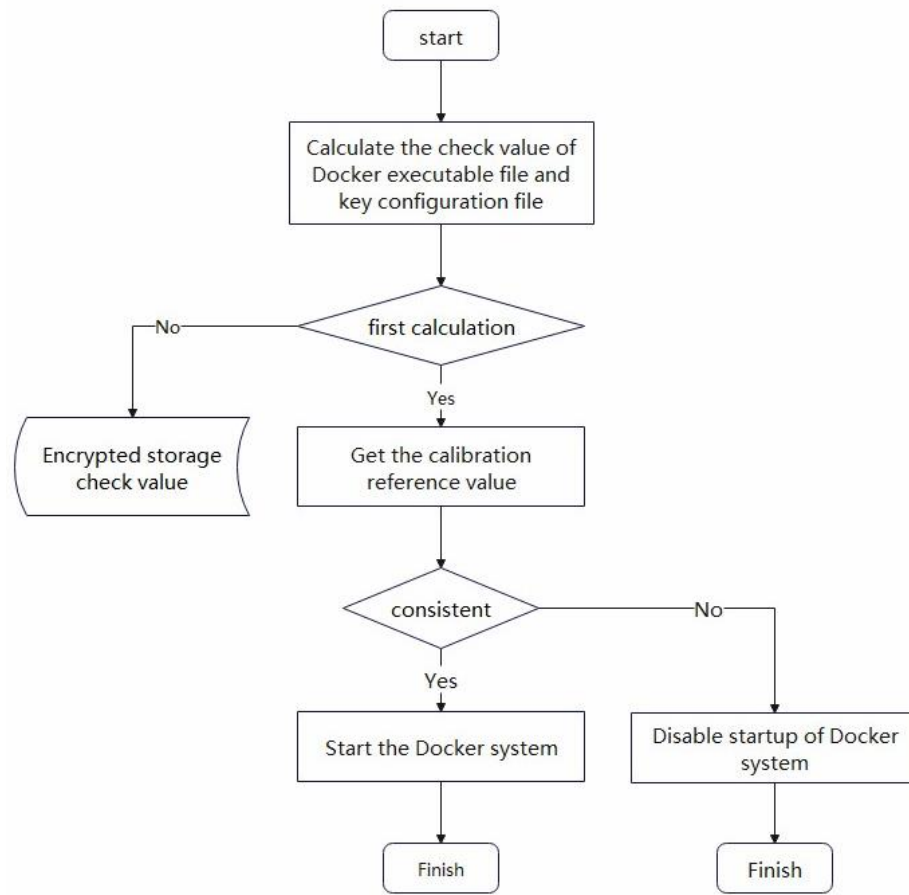 start
Calculate the check value of
Docker executable file and
key configuration file
first calculation
No
Yes
Encrypted storage
check value
Get the calibration
reference value
consistent
No
Yes
Start the Docker system
Disable startup of Docker
system
Finish
Finish